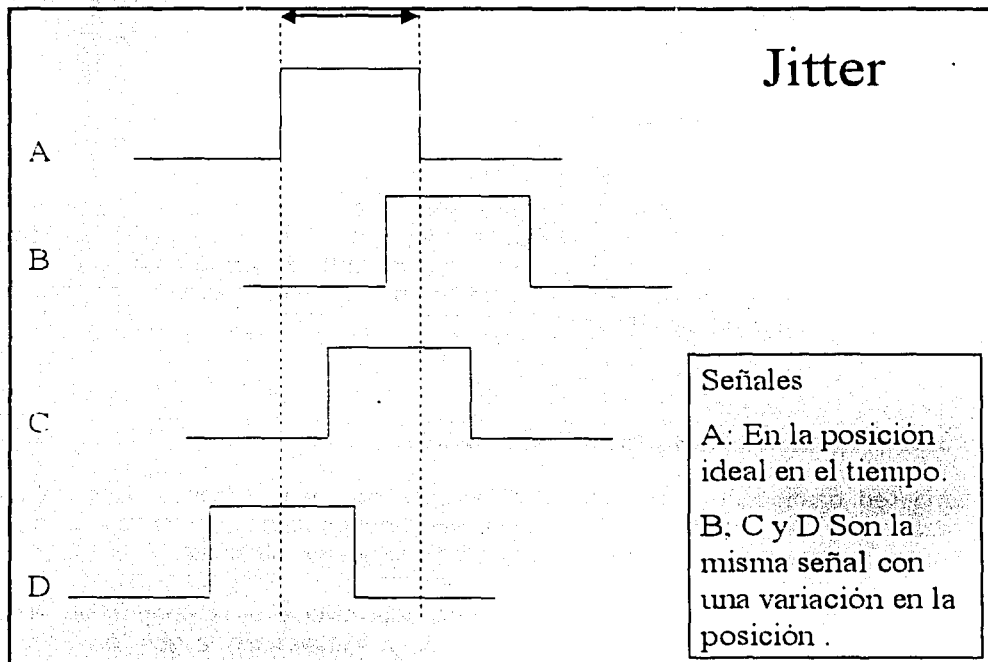 Jitter
A
B
C
D
Señales
A: En la posición
ideal en el tiempo.
B, C y D Son la
misma señal con
una variación en la
posición .